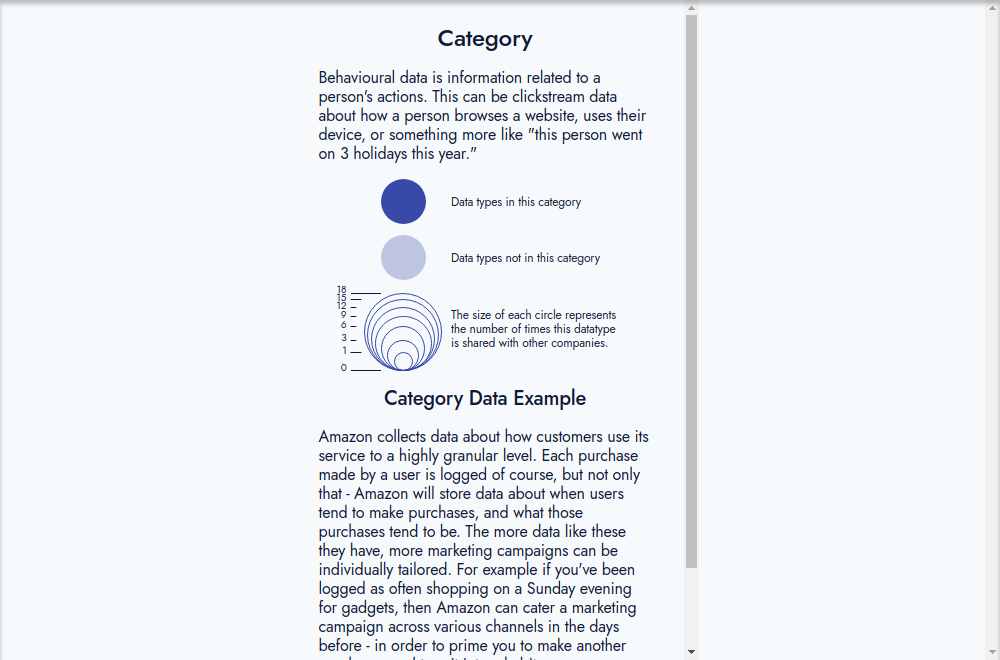 Category
Behavioural data is information related to a
person's actions. This can be clickstream data
about how a person browses a website, uses their
device, or something more like "this person went
on 3 holidays this year."
Data types in this category
Data types not in this category
18
15
12
9
6
3
1
0
The size of each circle represents
the number of times this datatype
is shared with other companies.
Category Data Example
Amazon collects data about how customers use its
service to a highly granular level. Each purchase
made by a user is logged of course, but not only
that - Amazon will store data about when users
tend to make purchases, and what those
purchases tend to be. The more data like these
they have, more marketing campaigns can be
individually tailored. For example if you've been
logged as often shopping on a Sunday evening
for gadgets, then Amazon can cater a marketing
campaign across various channels in the days
before - in order to prime you to make another